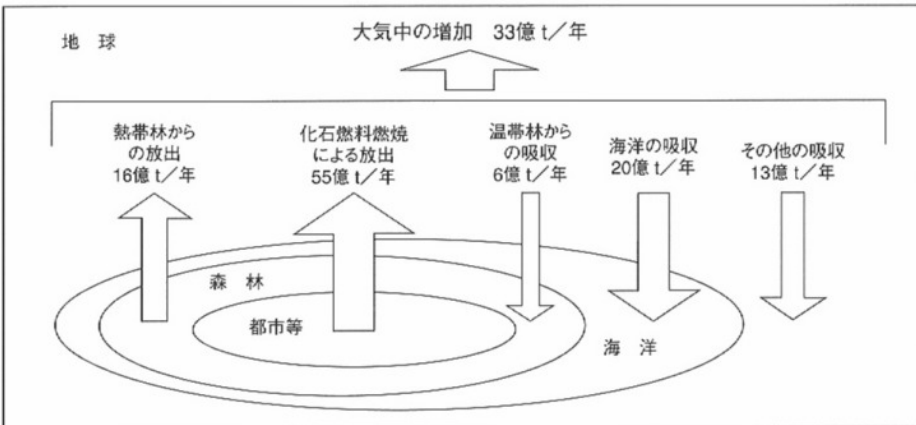 地 球
大気中の増加 33億 t／年
熱帯林から
の放出
16億 t／年
化石燃料燃焼
による放出
55億 t／年
温帯林から
の吸収
6億 t／年
海洋の吸収
20億 t／年
その他の吸収
13億 t／年
森 林
都市等
海 洋